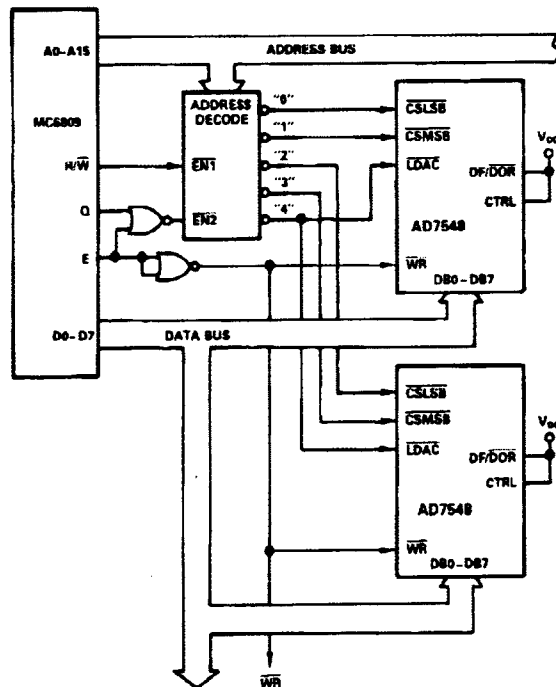 A0–A15
ADDRESS BUS
MC6809
ADDRESS
DECODE
"0"
CSLSB
"1"
CSMSB
"2"
LDAC
"3"
"4"
R/W
EN1
Q
EN2
E
DF/DOR
CTRL
AD7548
WR
DB0–DB7
D0–D7
DATA BUS
CSLSB
CSMSB
LDAC
DF/DOR
CTRL
AD7548
WR
DB0–DB7
WR